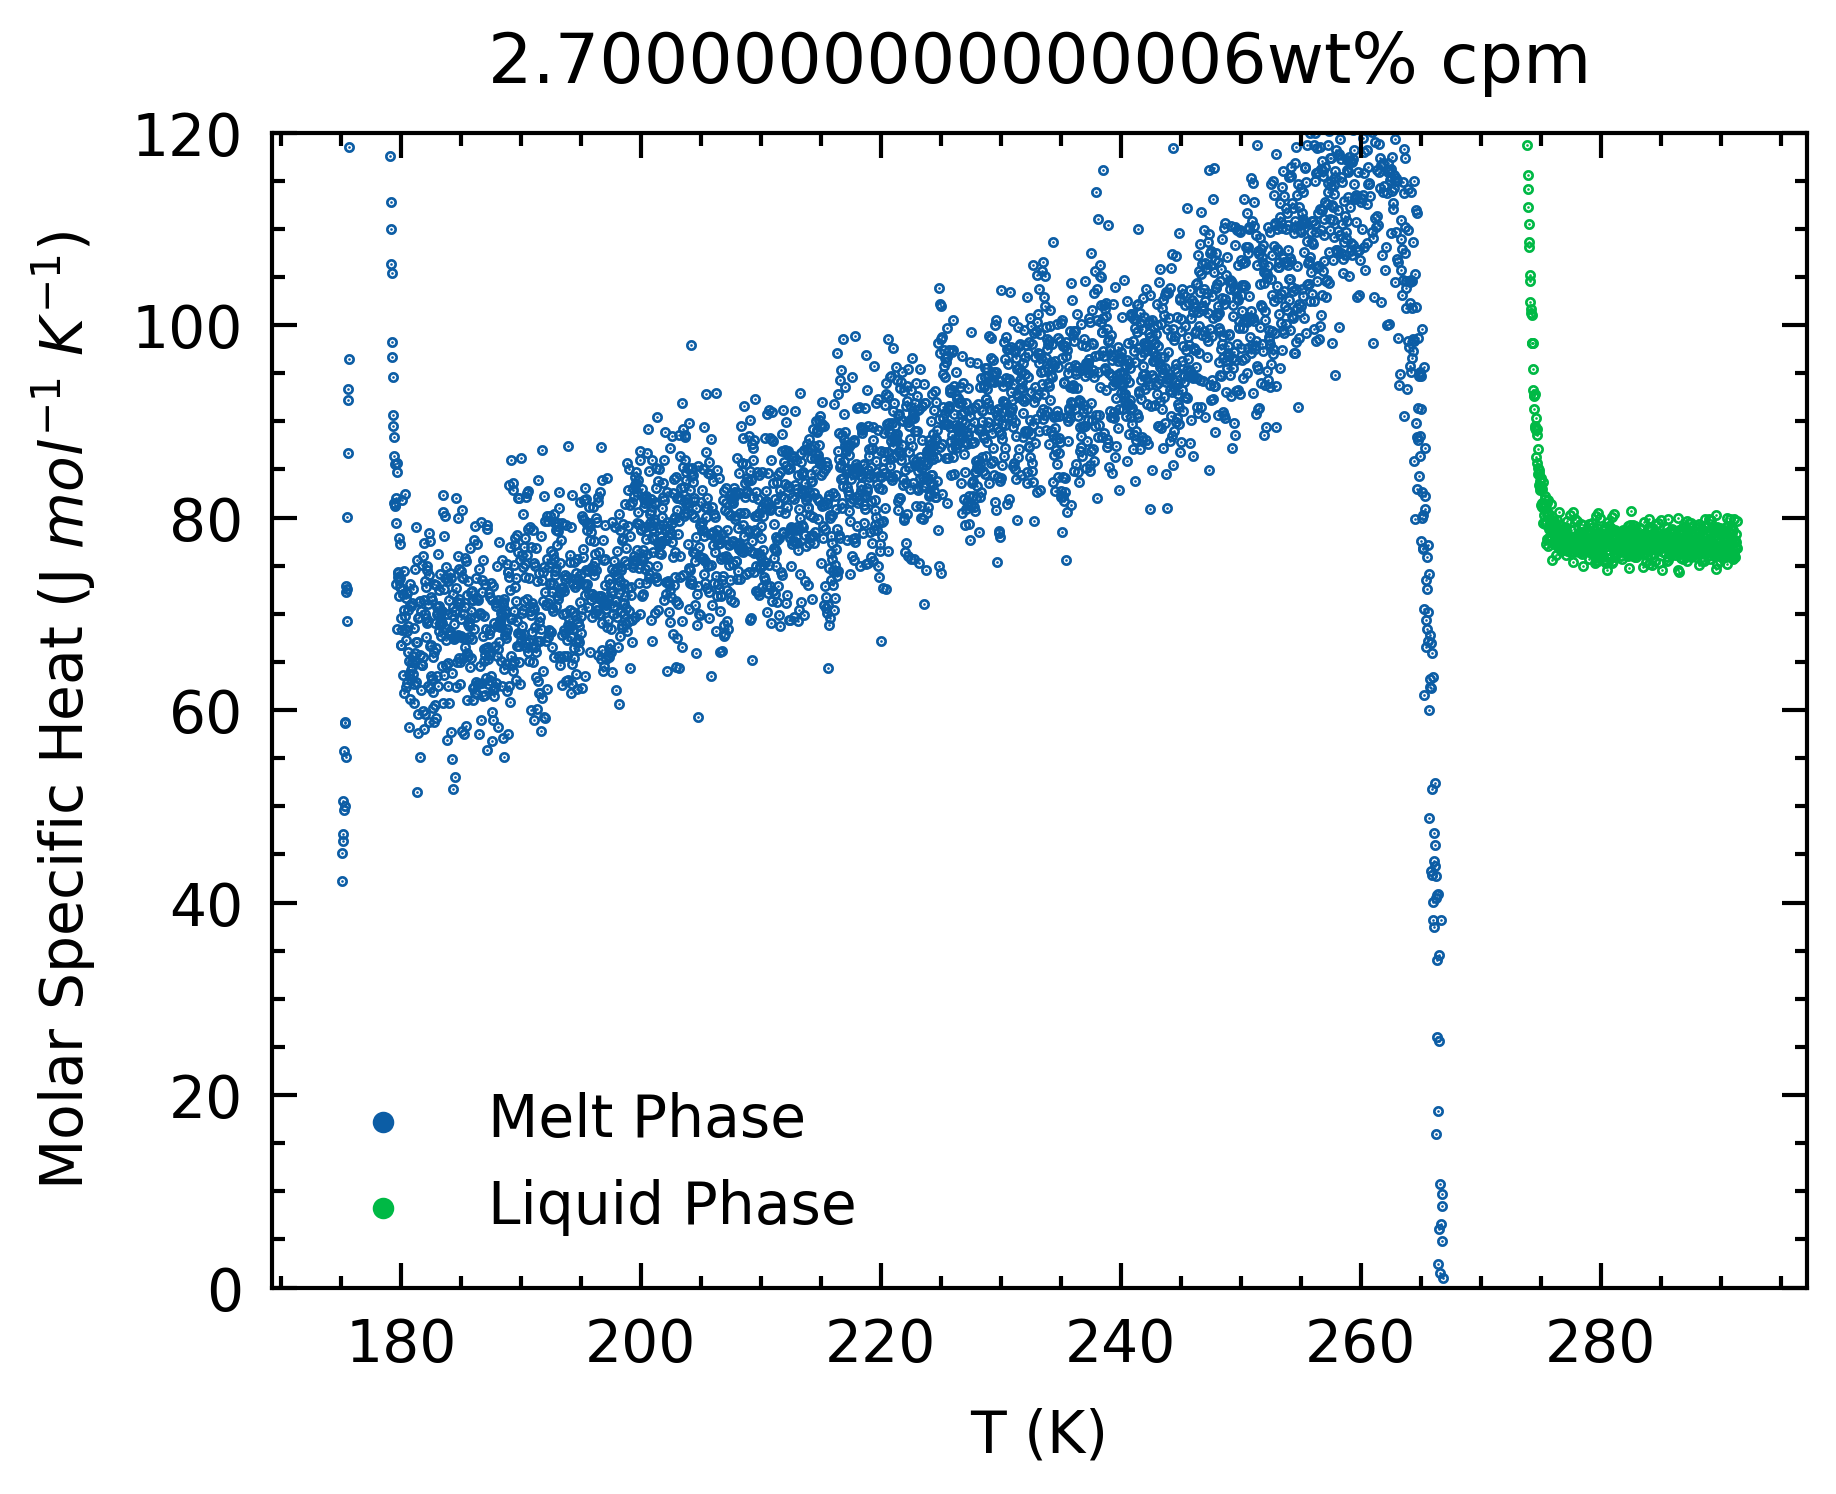 2.7000000000000006wt% cpm
Molar Specific Heat (J mol⁻¹ K⁻¹)
120
100
80
60
40
20
0
Melt Phase
Liquid Phase
180 200 220 240 260 280
T (K)